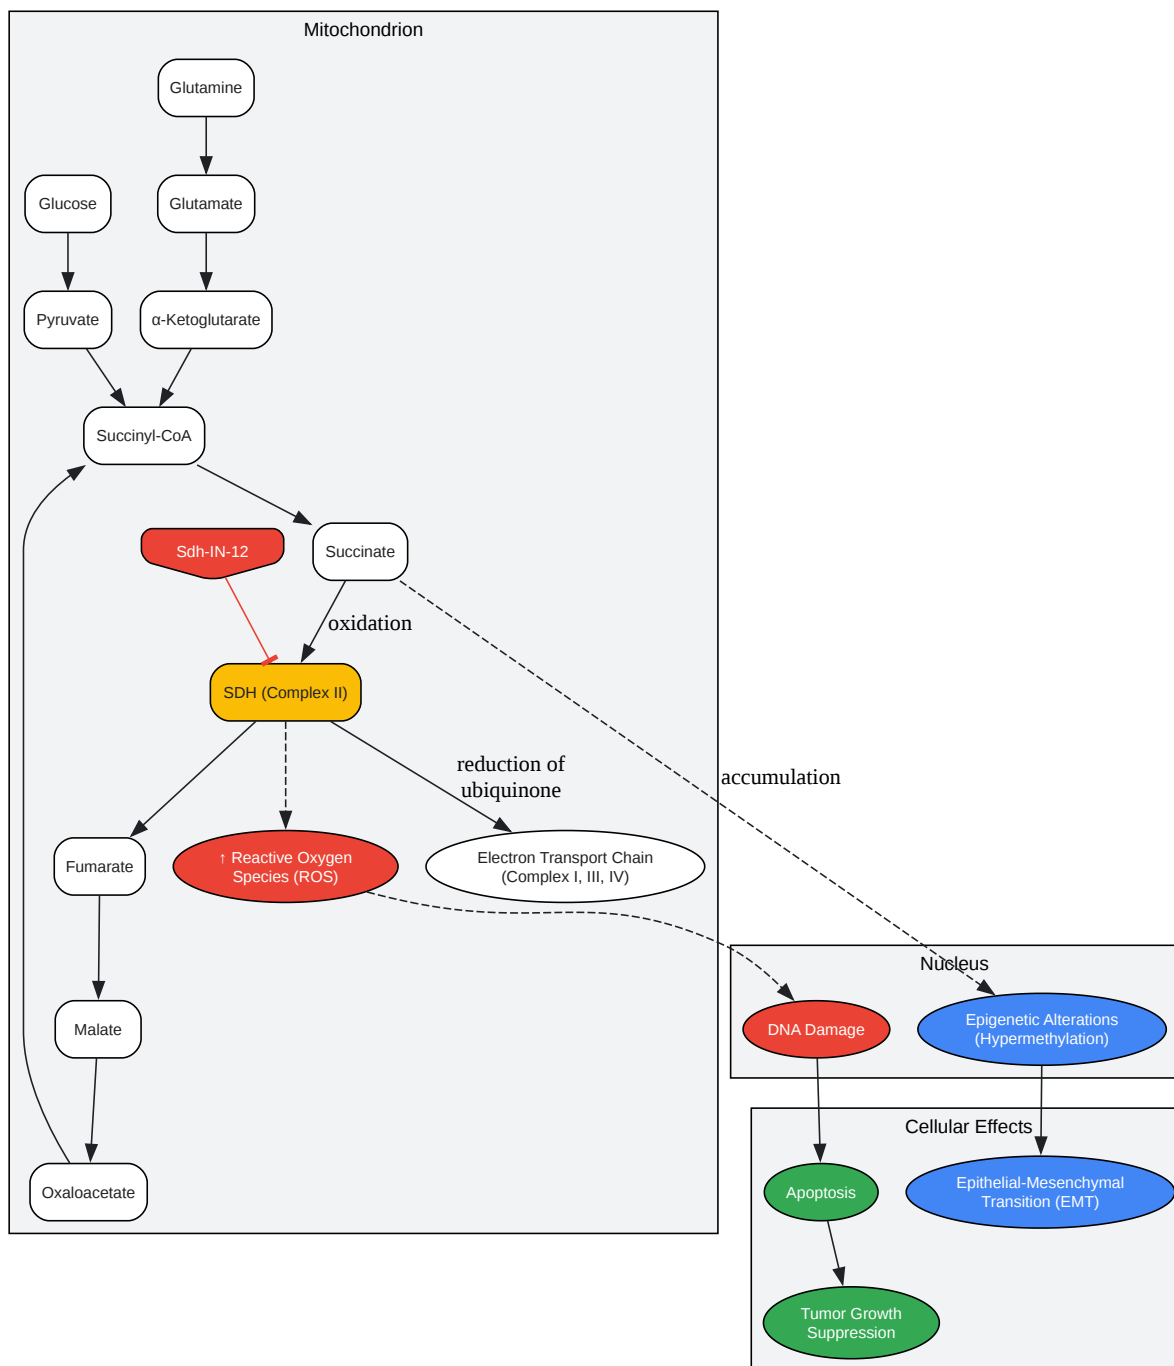 Mitochondrion
Glutamine
Glucose
Glutamate
Pyruvate
α-Ketoglutarate
Succinyl-CoA
Sdh-IN-12
Succinate
oxidation
SDH (Complex II)
reduction of
ubiquinone
accumulation
Fumarate
↑ Reactive Oxygen
Species (ROS)
Electron Transport Chain
(Complex I, III, IV)
Nucleus
Malate
DNA Damage
Epigenetic Alterations
(Hypermethylation)
Cellular Effects
Oxaloacetate
Apoptosis
Epithelial-Mesenchymal
Transition (EMT)
Tumor Growth
Suppression